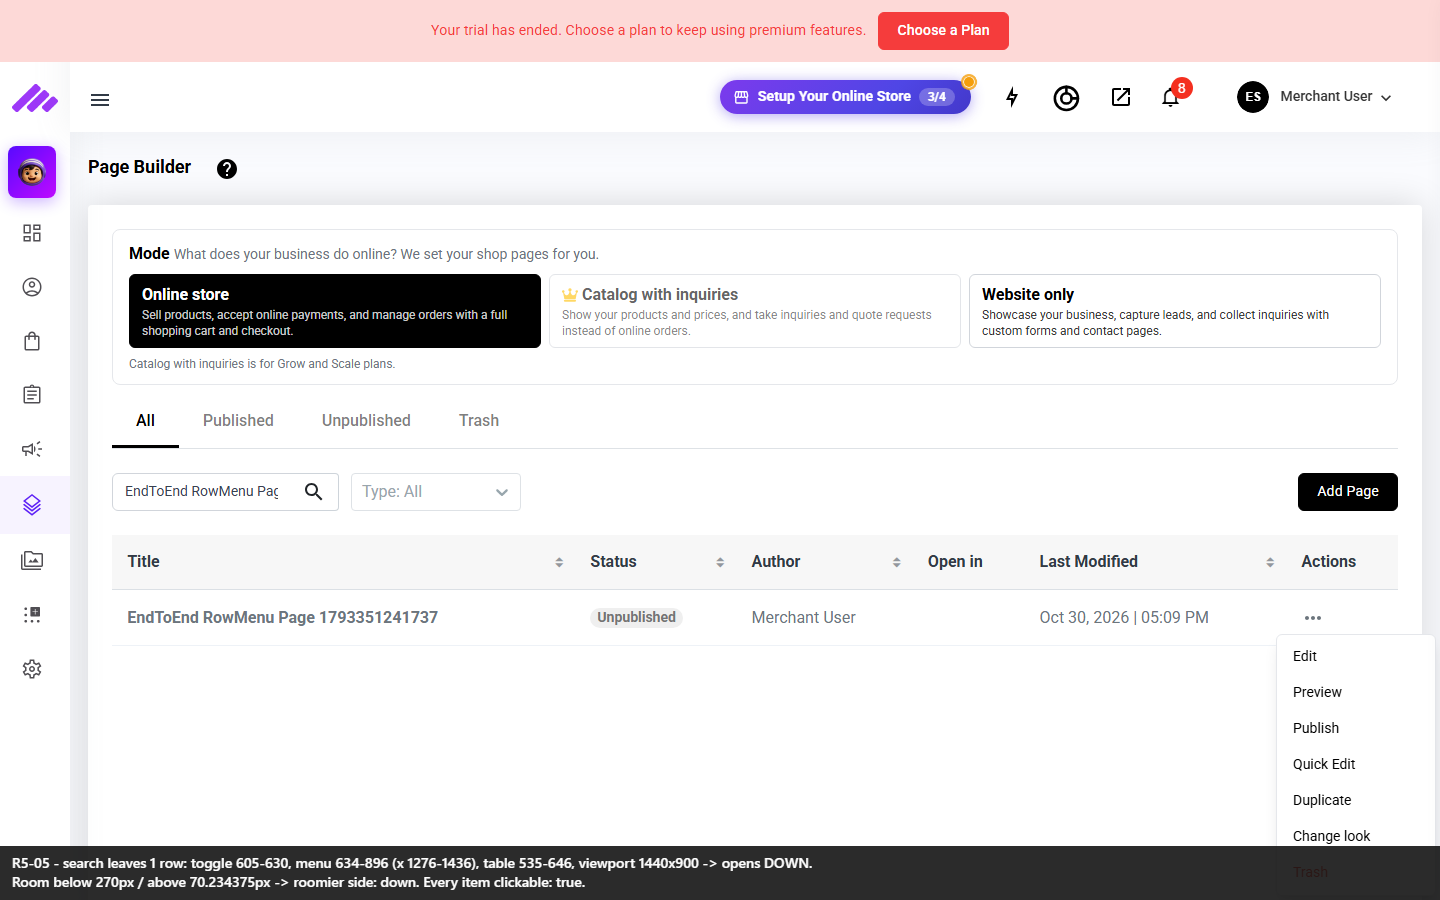 Your trial has ended. Choose a plan to keep using premium features.
Choose a Plan
Setup Your Online Store 3/4
8
ES
Merchant User
Page Builder
?
Mode What does your business do online? We set your shop pages for you.
Online store
Sell products, accept online payments, and manage orders with a full
shopping cart and checkout.
Catalog with inquiries
Show your products and prices, and take inquiries and quote requests
instead of online orders.
Website only
Showcase your business, capture leads, and collect inquiries with
custom forms and contact pages.
Catalog with inquiries is for Grow and Scale plans.
All Published Unpublished Trash
EndToEnd RowMenu Pag
Type: All
Add Page
Title Status Author Open in Last Modified Actions
EndToEnd RowMenu Page 1793351241737 Unpublished Merchant User Oct 30, 2026 | 05:09 PM
Edit
Preview
Publish
Quick Edit
Duplicate
Change look
Trash
R5-05 - search leaves 1 row: toggle 605-630, menu 634-896 (x 1276-1436), table 535-646, viewport 1440x900 -> opens DOWN.
Room below 270px / above 70.234375px -> roomier side: down. Every item clickable: true.